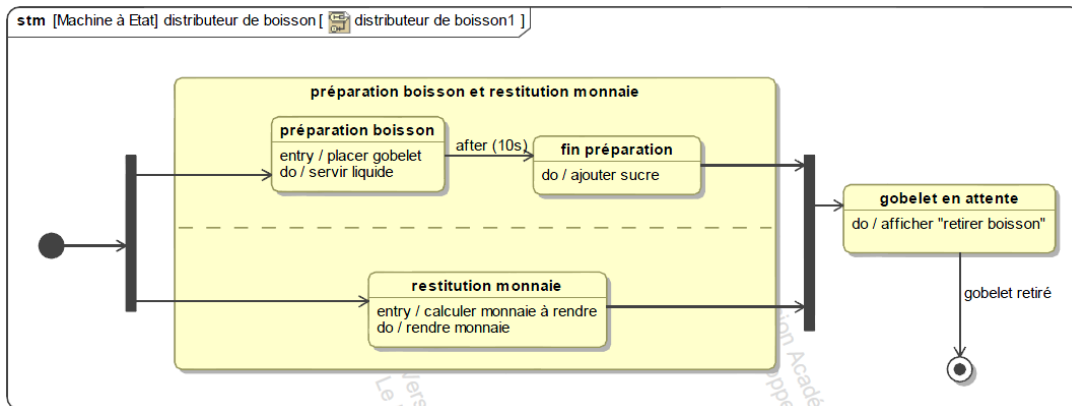 stm [Machine à Etat] distributeur de boisson [ distributeur de boisson1 ]
préparation boisson et restitution monnaie
préparation boisson
entry / placer gobelet
do / servir liquide
after (10s)
fin préparation
do / ajouter sucre
gobelet en attente
do / afficher "retirer boisson"
restitution monnaie
entry / calculer monnaie à rendre
do / rendre monnaie
gobelet retiré